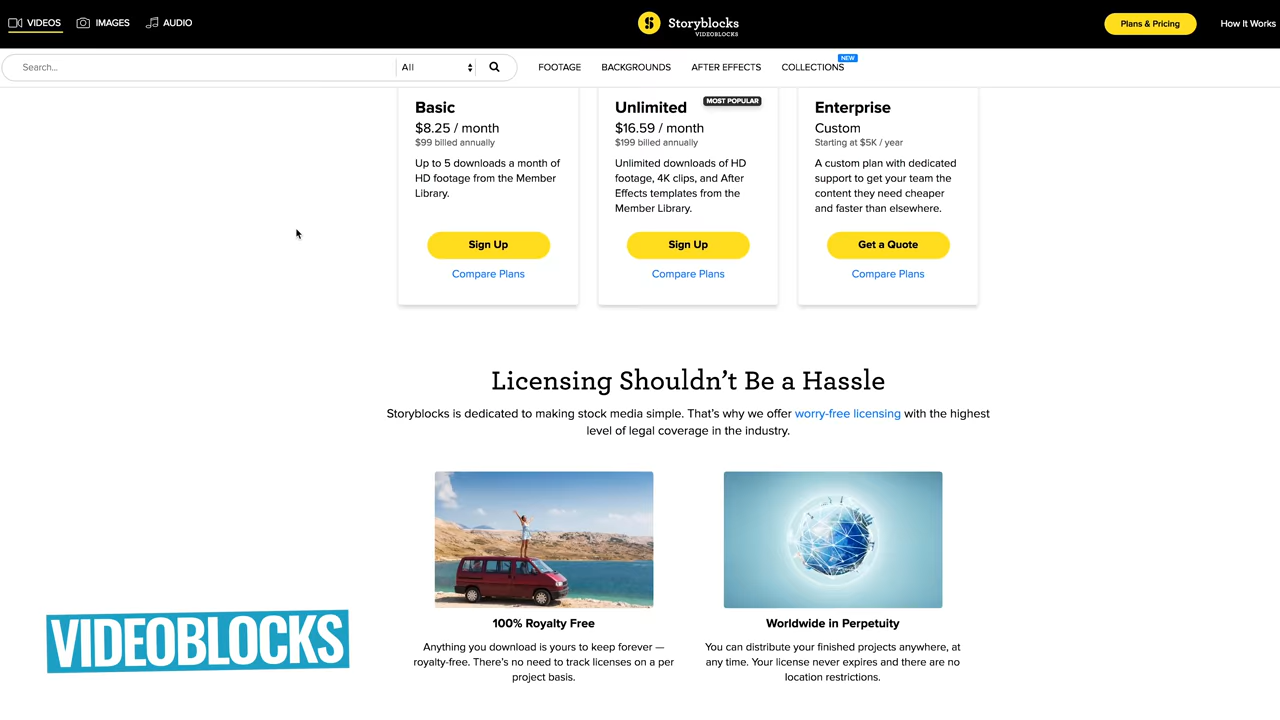 VIDEOS IMAGES AUDIO
Storyblocks
VIDEOBLOCKS
Plans & Pricing
How It Works
Search...
All
FOOTAGE BACKGROUNDS AFTER EFFECTS COLLECTIONS
NEW
Basic
$8.25 / month
$99 billed annually
Up to 5 downloads a month of
HD footage from the Member
Library.
Sign Up
Compare Plans
Unlimited
MOST POPULAR
$16.59 / month
$199 billed annually
Unlimited downloads of HD
footage, 4K clips, and After
Effects templates from the
Member Library.
Sign Up
Compare Plans
Enterprise
Custom
Starting at $5K / year
A custom plan with dedicated
support to get your team the
content they need cheaper
and faster than elsewhere.
Get a Quote
Compare Plans
Licensing Shouldn't Be a Hassle
Storyblocks is dedicated to making stock media simple. That's why we offer worry-free licensing with the highest
level of legal coverage in the industry.
100% Royalty Free
Anything you download is yours to keep forever —
royalty-free. There's no need to track licenses on a per
project basis.
Worldwide in Perpetuity
You can distribute your finished projects anywhere, at
any time. Your license never expires and there are no
location restrictions.
VIDEOBLOCKS